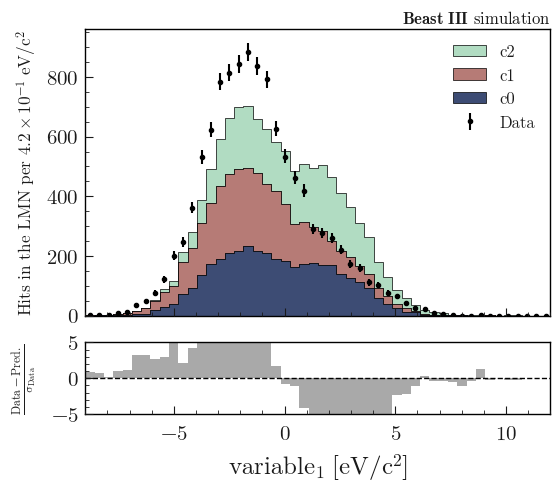 Beast III simulation
Hits in the LMN per 4.2 × 10⁻¹ eV/c²
800
600
400
200
0
c2
c1
c0
Data
Data − Pred.
σData
5
0
−5
−5
0
5
10
variable₁ [eV/c²]